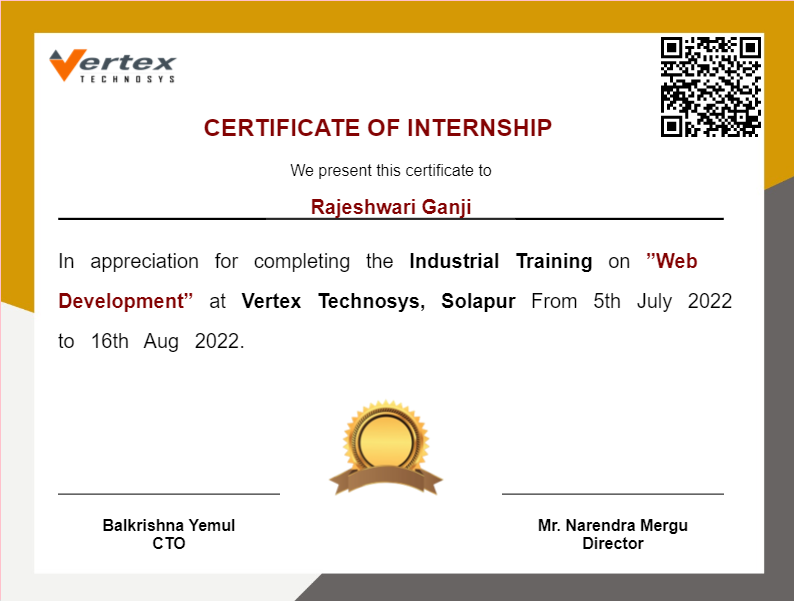 Vertex
TECHNOSYS
CERTIFICATE OF INTERNSHIP
We present this certificate to
Rajeshwari Ganji
In appreciation for completing the Industrial Training on ”Web
Development” at Vertex Technosys, Solapur From 5th July 2022
to 16th Aug 2022.
Balkrishna Yemul
CTO
Mr. Narendra Mergu
Director